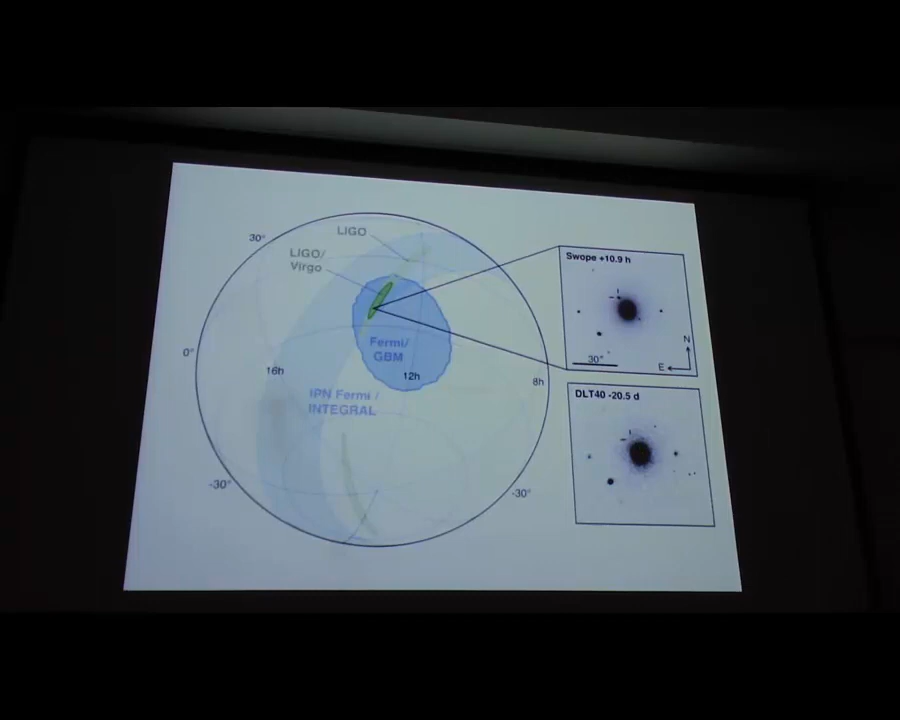 30°
LIGO
LIGO/
Virgo
Swope +10.9 h
N
0°
Fermi/
GBM
16h
12h
8h
30"
E
IPN Fermi /
INTEGRAL
DLT40 -20.5 d
-30°
-30°